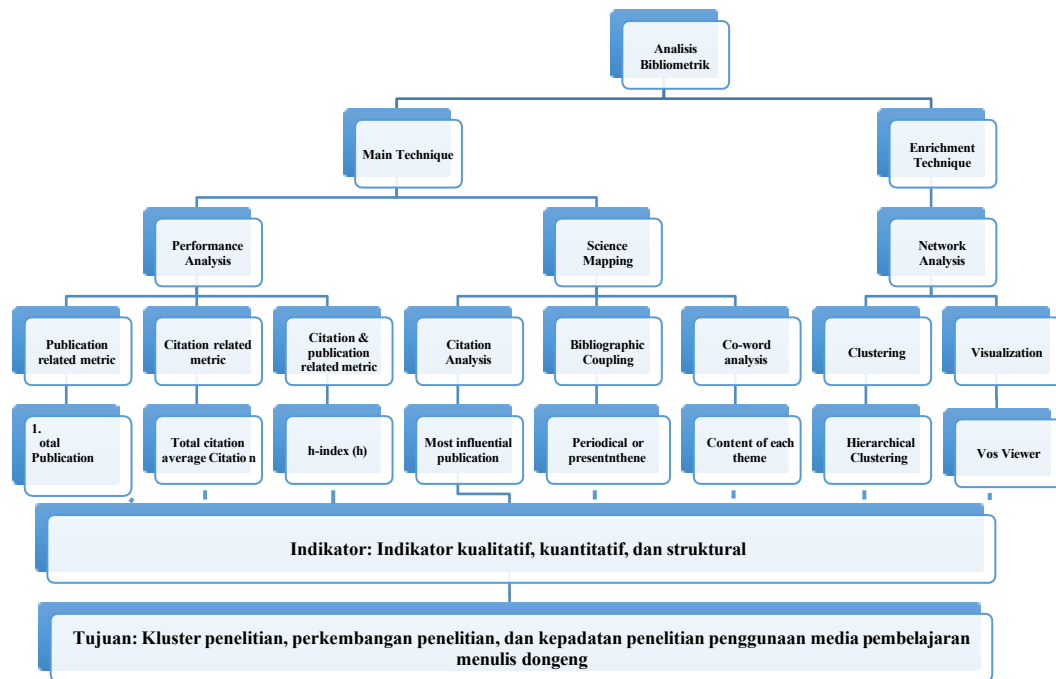 Analisis
Bibliometrik
Main Technique
Enrichment
Technique
Performance
Analysis
Science
Mapping
Network
Analysis
Publication
related metric
Citation related
metric
Citation &
publication
related metric
Citation
Analysis
Bibliographic
Coupling
Co-word
analysis
Clustering
Visualization
1.
otal
Publication
Total citation
average Citatio n
h-index (h)
Most influential
publication
Periodical or
presentnthene
Content of each
theme
Hierarchical
Clustering
Vos Viewer
Indikator: Indikator kualitatif, kuantitatif, dan struktural
Tujuan: Kluster penelitian, perkembangan penelitian, dan kepadatan penelitian penggunaan media pembelajaran
menulis dongeng